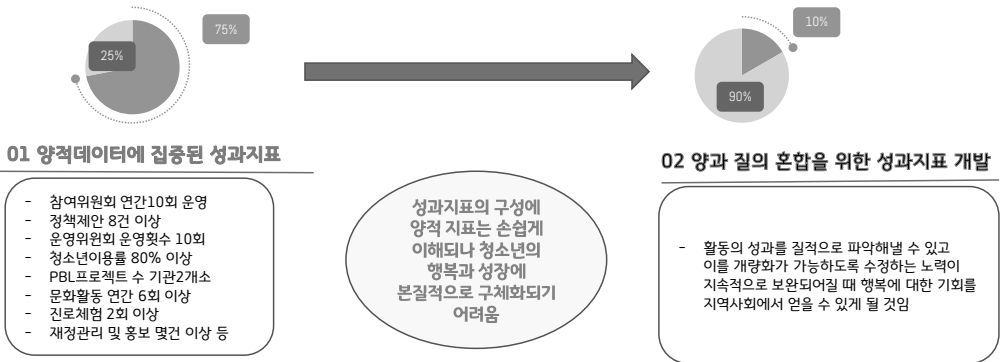 75%
25%
10%
90%
01 양적데이터에 집중된 성과지표
- 참여위원회 연간10회 운영
- 정책제안 8건 이상
- 운영위윈회 운영횟수 10회
- 청소년이용률 80% 이상
- PBL프로젝트 수 기관2개소
- 문화활동 연간 6회 이상
- 진로체험 2회 이상
- 재정관리 및 홍보 몇건 이상 등
성과지표의 구성에
양적 지표는 손쉽게
이해되나 청소년의
행복과 성장에
본질적으로 구체화되기
어려움
02 양과 질의 혼합을 위한 성과지표 개발
- 활동의 성과를 질적으로 파악해낼 수 있고
이를 개량화가 가능하도록 수정하는 노력이
지속적으로 보완되어질 때 행복에 대한 기회를
지역사회에서 얻을 수 있게 될 것임